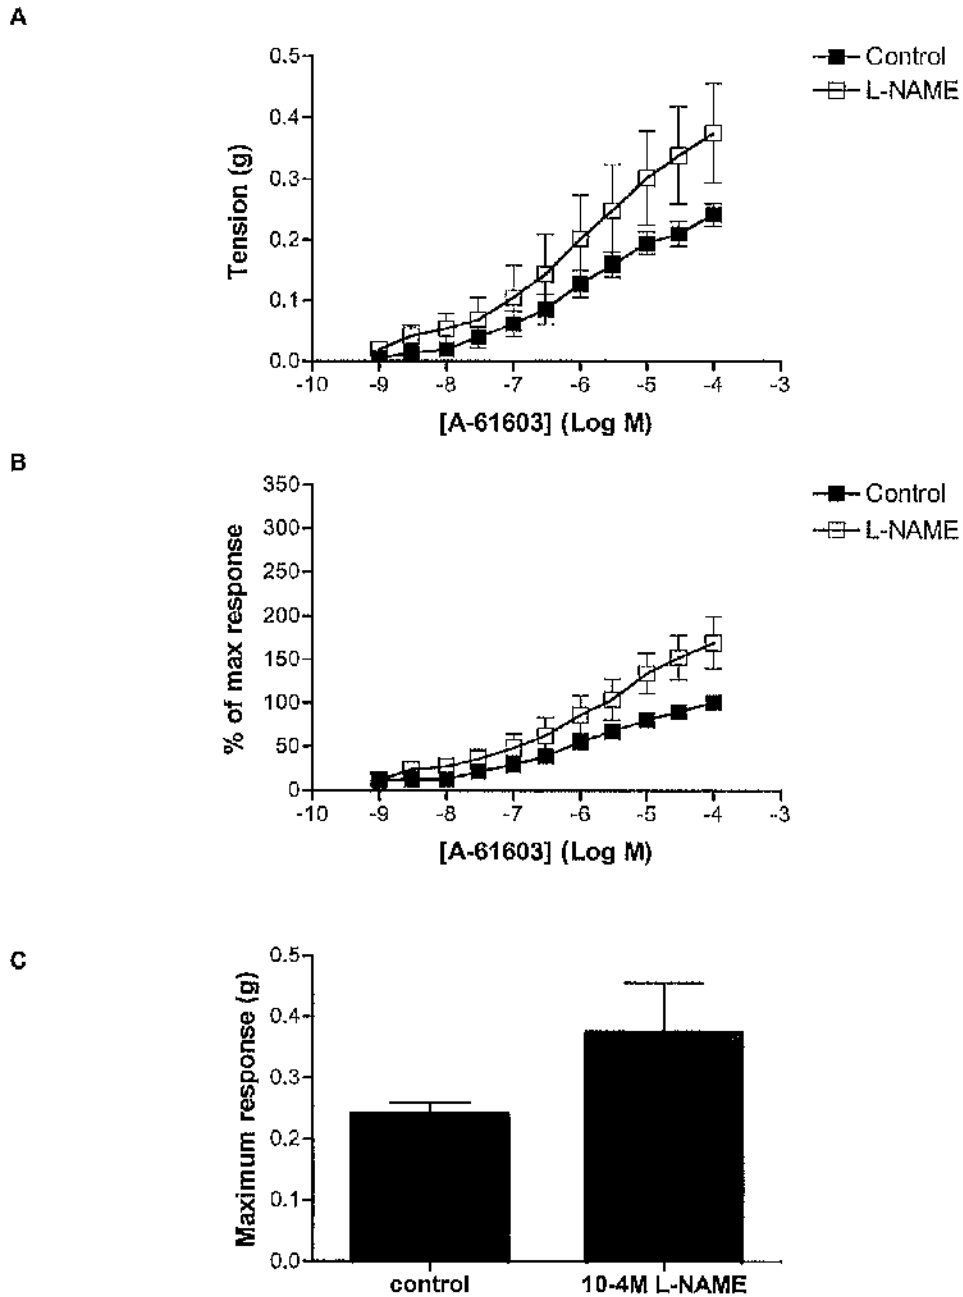 A
0.5
0.4
0.3
0.2
0.1
0.0
Tension (g)
-10 -9 -8 -7 -6 -5 -4 -3
[A-61603] (Log M)
Control
L-NAME
B
350
300
250
200
150
100
50
0
% of max response
-10 -9 -8 -7 -6 -5 -4 -3
[A-61603] (Log M)
Control
L-NAME
C
0.5
0.4
0.3
0.2
0.1
0.0
Maximum response (g)
control 10-4M L-NAME